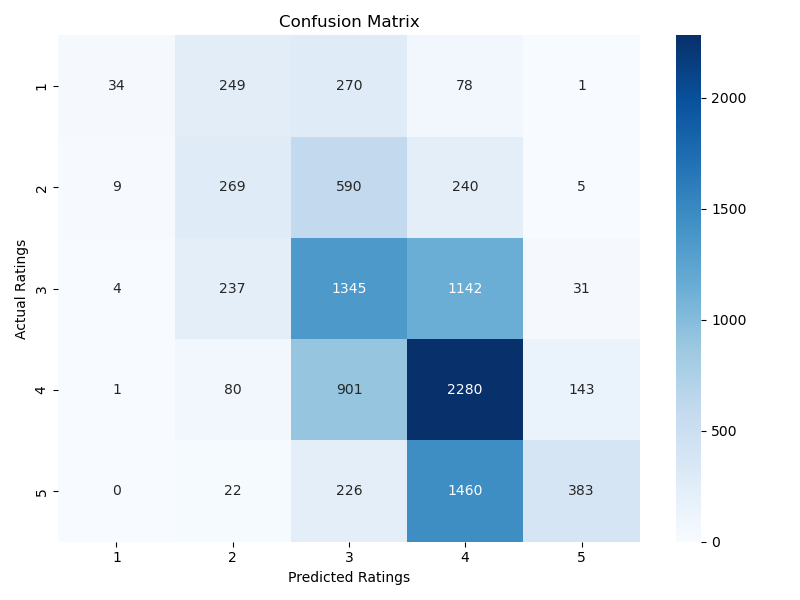 Confusion Matrix
1 34 249 270 78 1
2 9 269 590 240 5
3 4 237 1345 1142 31
4 1 80 901 2280 143
5 0 22 226 1460 383
1 2 3 4 5
Predicted Ratings
Actual Ratings
2000
1500
1000
500
0